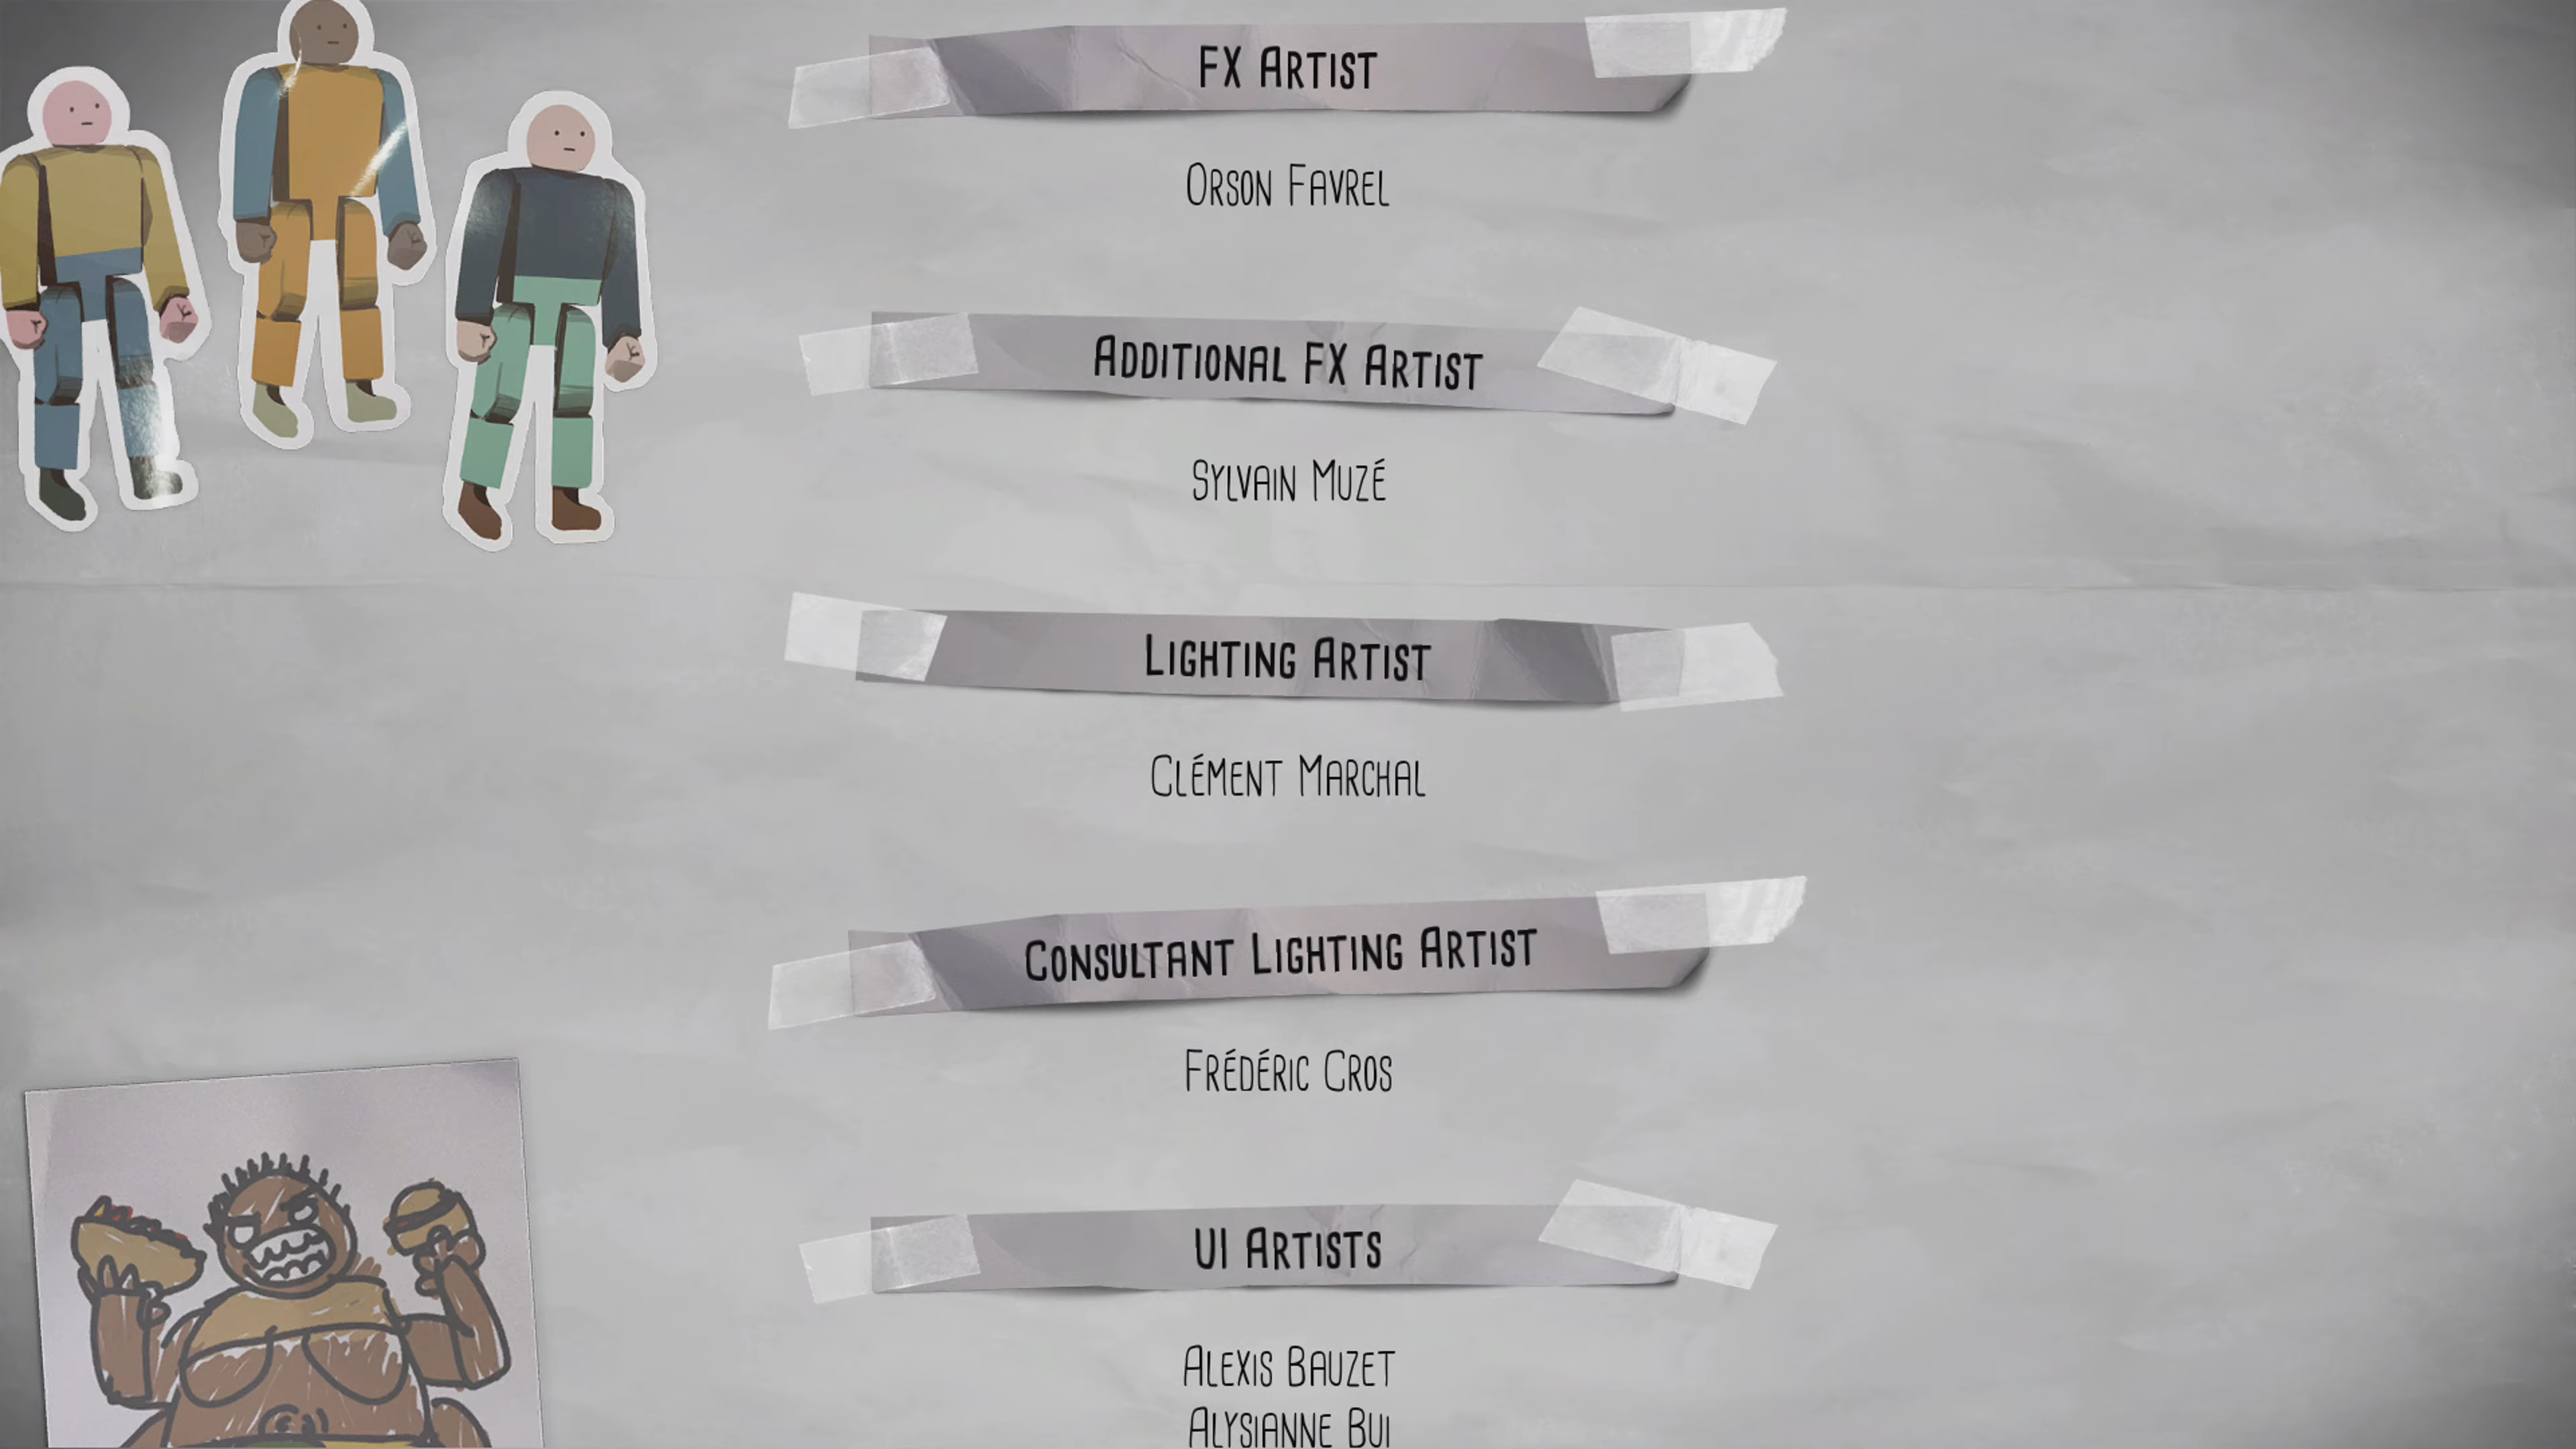 FX Artist
Orson Favrel
Additional FX Artist
Sylvain Muzé
Lighting Artist
Clément Marchal
Consultant Lighting Artist
Frédéric Cros
UI Artists
Alexis Bauzet
Alysianne Bui